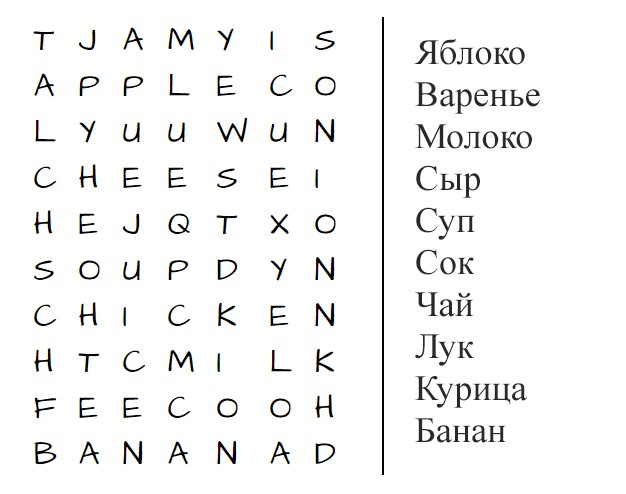 T J A M Y I S
A P P L E C O
L Y U U W U N
C H E E S E I
H E J Q T X O
S O U P D Y N
C H I C K E N
H T C M I L K
F E E C O O H
B A N A N A D
Яблоко
Варенье
Молоко
Сыр
Суп
Сок
Чай
Лук
Курица
Банан